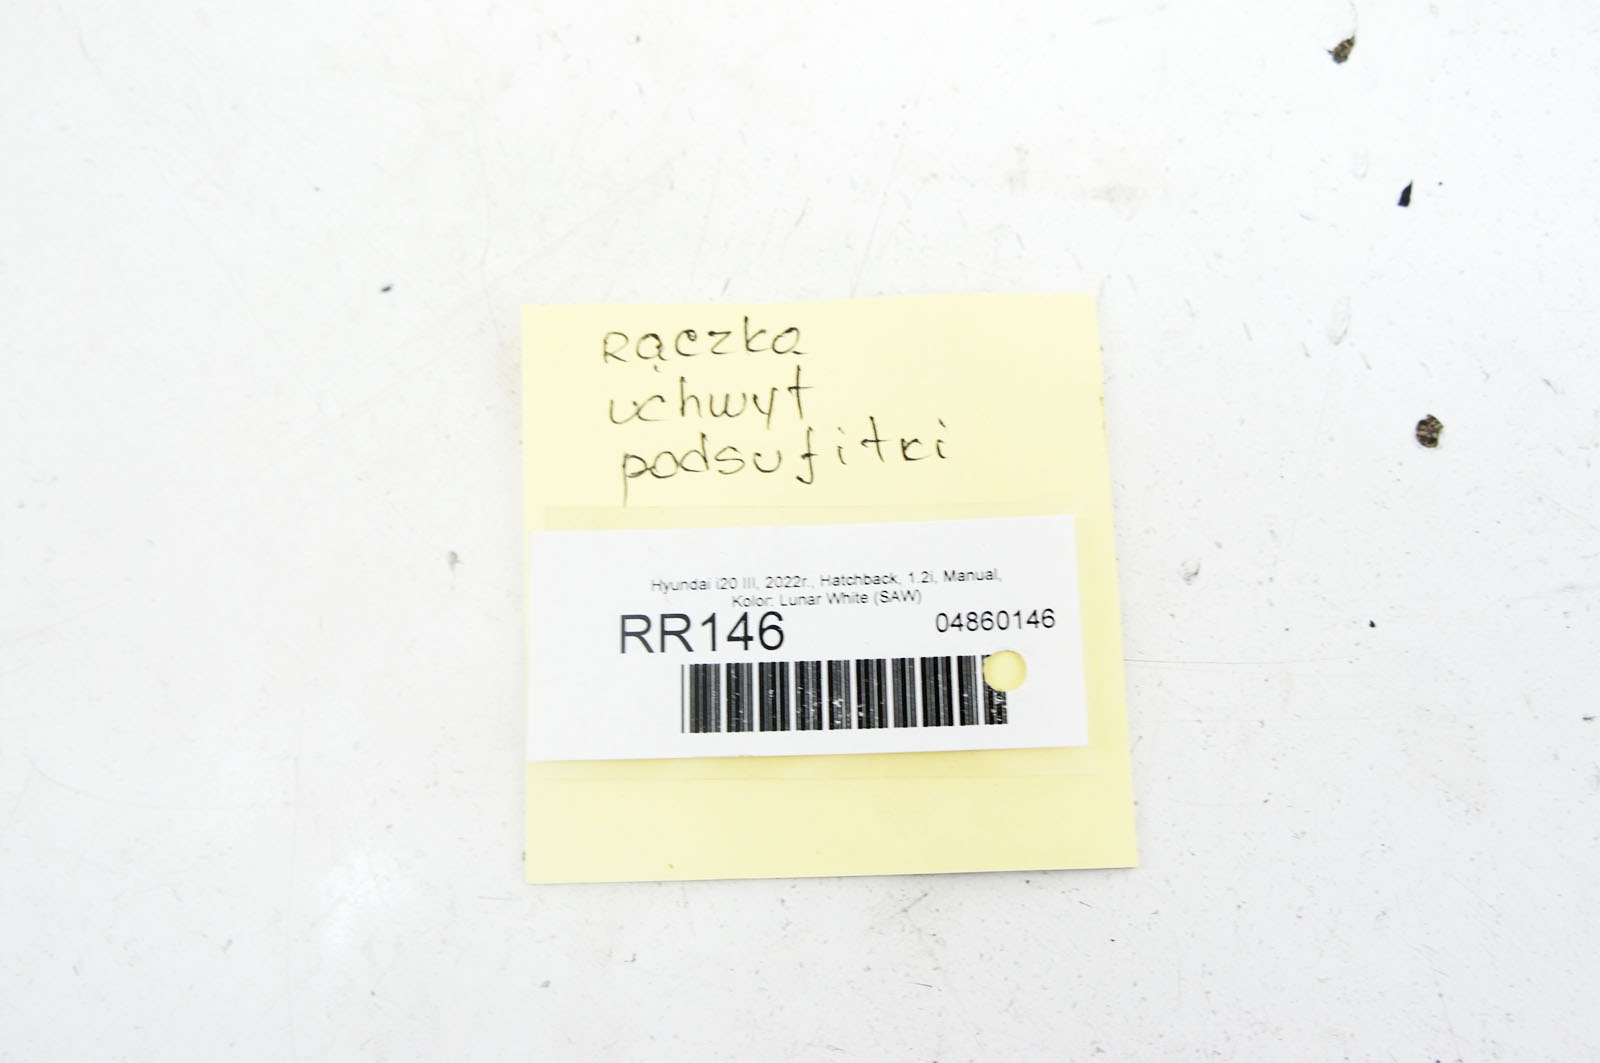 Rączka
uchwyt
podsufitki
Hyundai i20 III, 2022r., Hatchback, 1.2i, Manual,
Kolor: Lunar White (SAW)
RR146
04860146